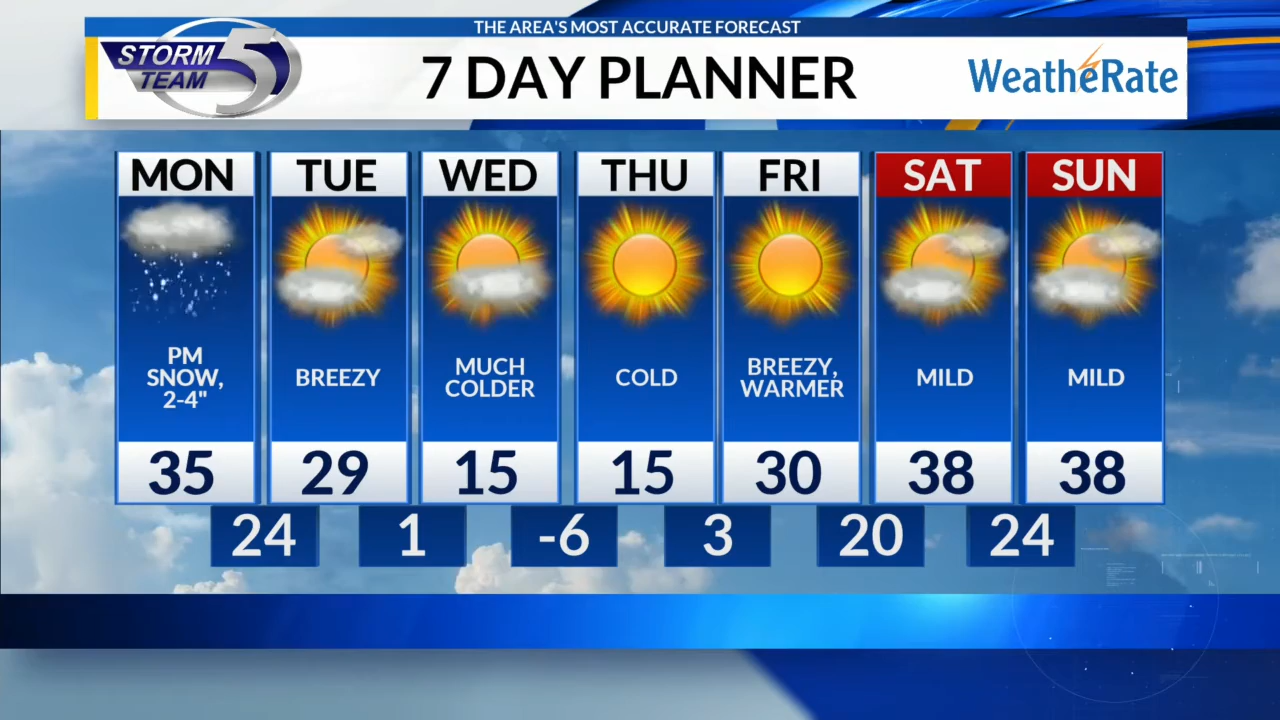 THE AREA'S MOST ACCURATE FORECAST
STORM TEAM 5
7 DAY PLANNER
WeatheRate
MON TUE WED THU FRI SAT SUN
PM SNOW, 2-4"
BREEZY
MUCH COLDER
COLD
BREEZY, WARMER
MILD
MILD
35 29 15 15 30 38 38
24 1 -6 3 20 24